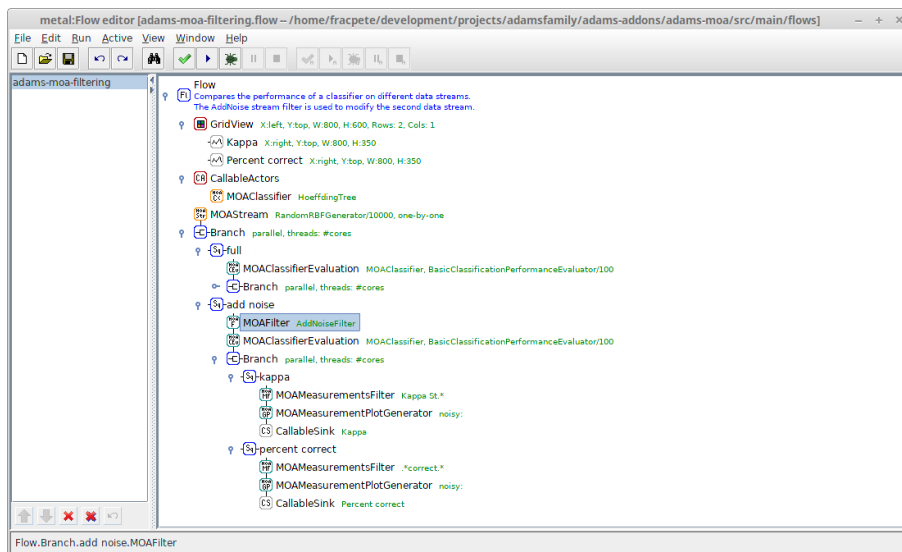 metal:Flow editor [adams-moa-filtering.flow – /home/fracpete/development/projects/adamsfamily/adams-addons/adams-moa/src/main/flows]
File Edit Run Active View Window Help
adams-moa-filtering
Flow
Compares the performance of a classifier on different data streams.
The AddNoise stream filter is used to modify the second data stream.
GridView X:left, Y:top, W:800, H:600, Rows: 2, Cols: 1
Kappa X:right, Y:top, W:800, H:350
Percent correct X:right, Y:top, W:800, H:350
CallableActors
MOAClassifier HoeffdingTree
MOAStream RandomRBFGenerator/10000, one-by-one
Branch parallel, threads: #cores
full
MOAClassifierEvaluation MOAClassifier, BasicClassificationPerformanceEvaluator/100
Branch parallel, threads: #cores
add noise
MOAFilter AddNoiseFilter
MOAClassifierEvaluation MOAClassifier, BasicClassificationPerformanceEvaluator/100
Branch parallel, threads: #cores
kappa
MOAMeasurementsFilter Kappa St.*
MOAMeasurementPlotGenerator noisy:
CallableSink Kappa
percent correct
MOAMeasurementsFilter .*correct.*
MOAMeasurementPlotGenerator noisy:
CallableSink Percent correct
Flow.Branch.add noise.MOAFilter